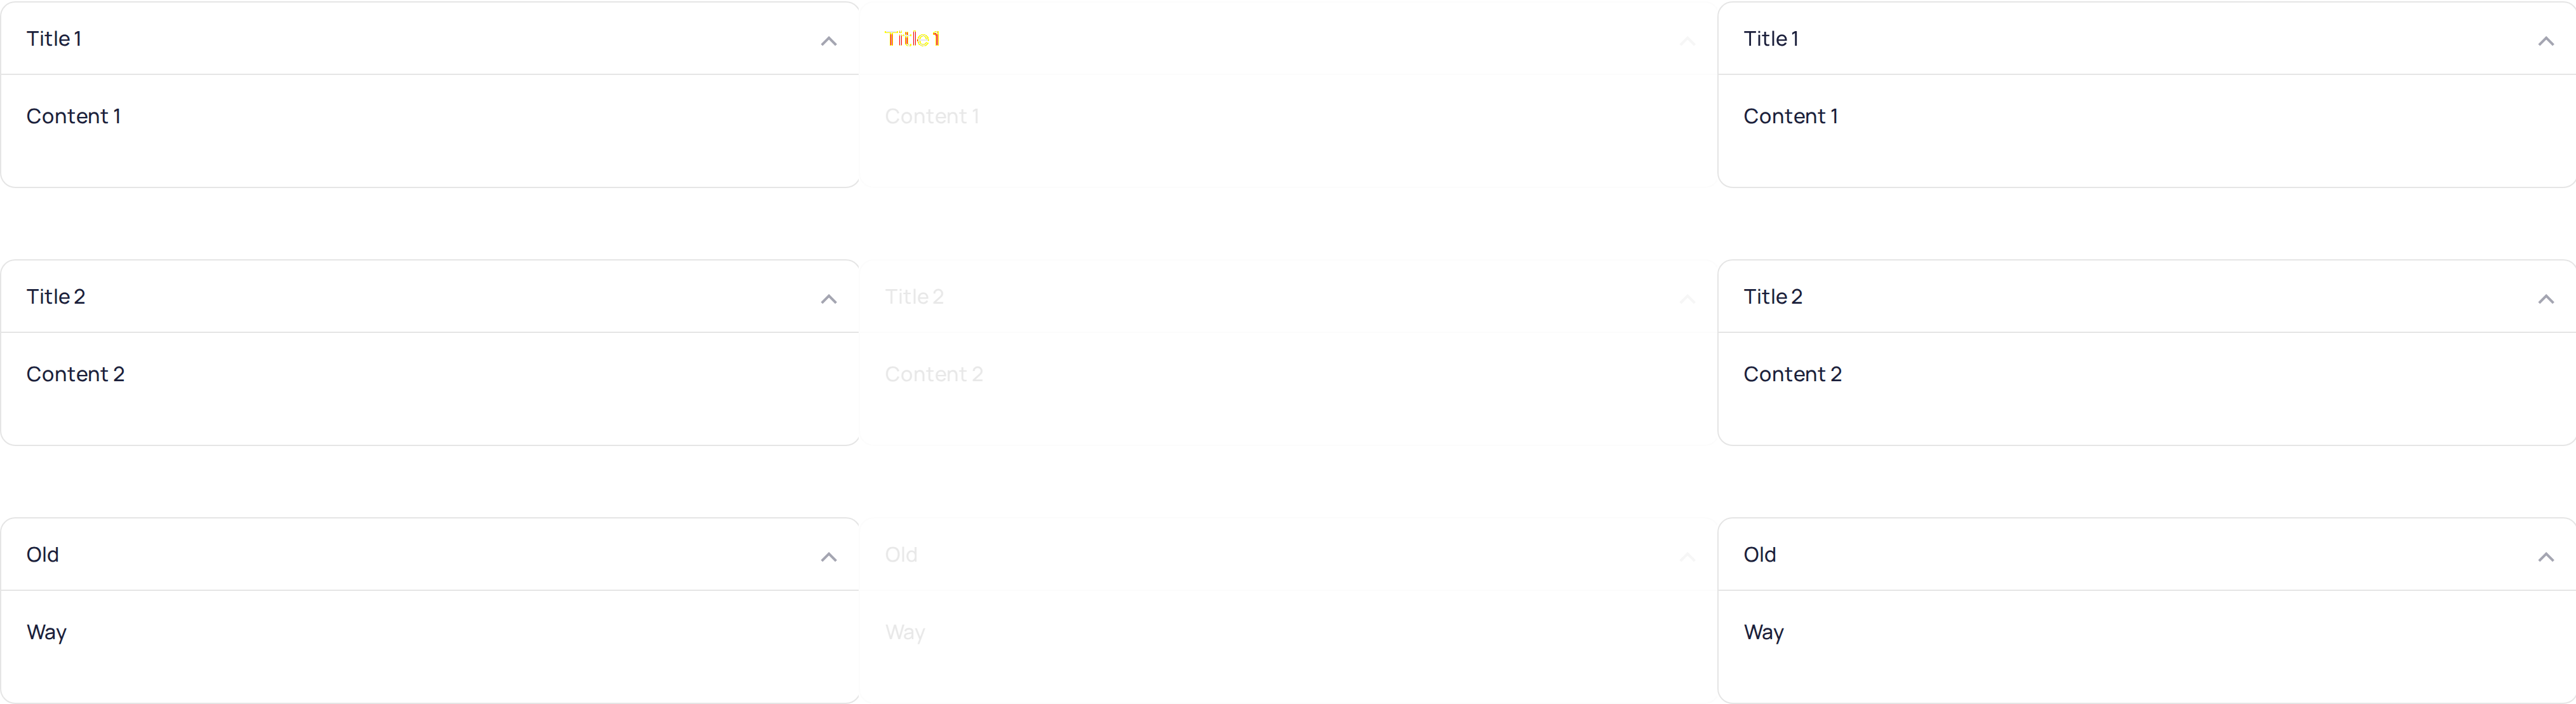 Title 1 Title 1 Title 1
Content 1 Content 1 Content 1
Title 2 Title 2 Title 2
Content 2 Content 2 Content 2
Old Old Old
Way Way Way